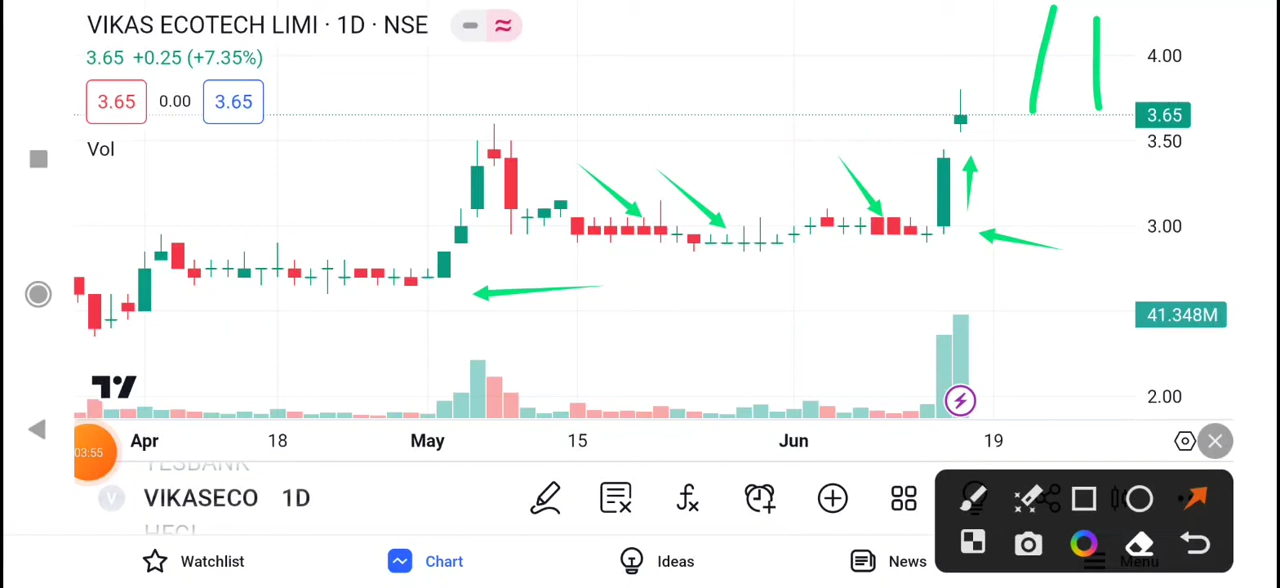 VIKAS ECOTECH LIMI · 1D · NSE
3.65 +0.25 (+7.35%)
3.65 0.00 3.65
Vol
4.00
3.65
3.50
3.00
41.348M
2.00
Apr 18 May 15 Jun 19
03:55
YESBANK
V VIKASECO 1D
Watchlist Chart Ideas News Menu